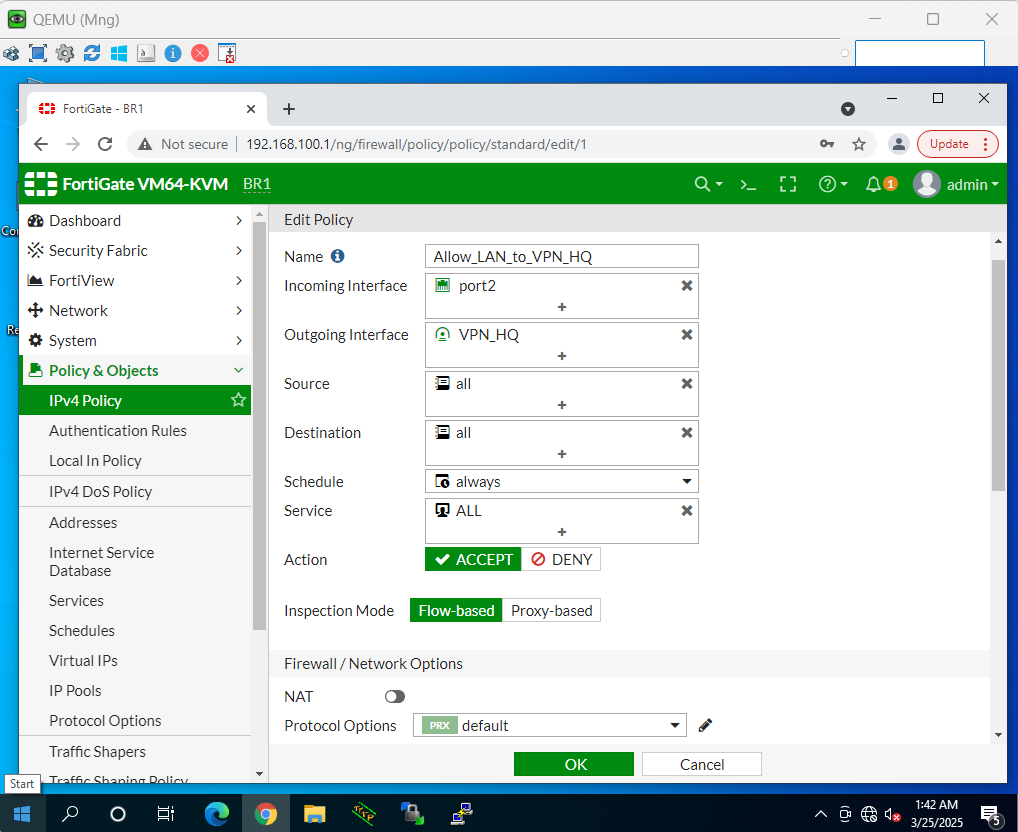 QEMU (Mng)
FortiGate - BR1
Not secure
192.168.100.1/ng/firewall/policy/policy/standard/edit/1
Update
FortiGate VM64-KVM
BR1
1
admin
Dashboard
Security Fabric
FortiView
Network
System
Policy & Objects
IPv4 Policy
Authentication Rules
Local In Policy
IPv4 DoS Policy
Addresses
Internet Service
Database
Services
Schedules
Virtual IPs
IP Pools
Protocol Options
Traffic Shapers
Traffic Shaping Policy
Edit Policy
Name
Allow_LAN_to_VPN_HQ
Incoming Interface
port2
Outgoing Interface
VPN_HQ
Source
all
Destination
all
Schedule
always
Service
ALL
Action
ACCEPT
DENY
Inspection Mode
Flow-based
Proxy-based
Firewall / Network Options
NAT
Protocol Options
PRX
default
OK
Cancel
Start
1:42 AM
3/25/2025
5